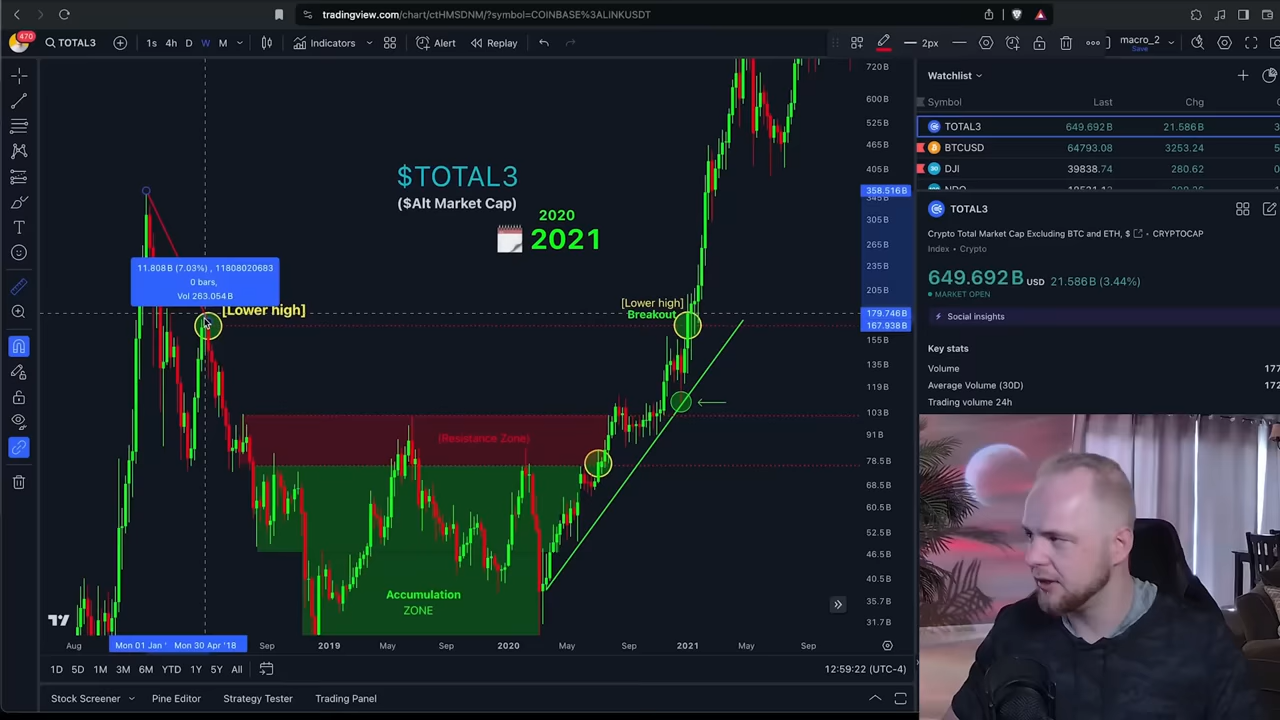 tradingview.com/chart/ctHMSDNM/?symbol=COINBASE%3ALINKUSDT
470
TOTAL3
1s 4h D W M
Indicators
Alert
Replay
2px
macro_2
Save
Watchlist
Symbol Last Chg
TOTAL3 649.692B 21.586B
BTCUSD 64793.08 3253.24
DJI 39838.74 280.62
TOTAL3
Crypto Total Market Cap Excluding BTC and ETH, $ • CRYPTOCAP
Index • Crypto
649.692B USD 21.586B (3.44%)
MARKET OPEN
Social insights
Key stats
Volume 177
Average Volume (30D) 172
Trading volume 24h
$TOTAL3
($Alt Market Cap)
2020
2021
11.808B (7.03%) , 11808020683
0 bars,
Vol 263.054B
[Lower high]
[Lower high]
Breakout
(Resistance Zone)
Accumulation
ZONE
720B
600B
525B
465B
405B
358.516B
345B
305B
265B
235B
205B
179.746B
167.938B
155B
135B
119B
103B
91B
78.5B
68.5B
60.5B
52.5B
46.5B
40.5B
35.7B
31.7B
Aug Mon 01 Jan ' Mon 30 Apr '18 Sep 2019 May Sep 2020 May Sep 2021 May Sep
1D 5D 1M 3M 6M YTD 1Y 5Y All
12:59:22 (UTC-4)
Stock Screener Pine Editor Strategy Tester Trading Panel